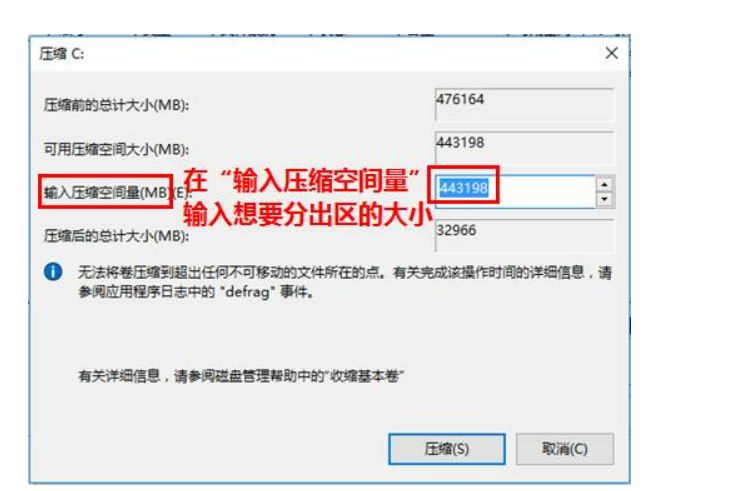 压缩 C:
压缩前的总计大小(MB):
476164
可用压缩空间大小(MB):
443198
在“输入压缩空间量”
输入压缩空间量(MB)(E):
443198
输入想要分出区的大小
压缩后的总计大小(MB):
32966
无法将卷压缩到超出任何不可移动的文件所在的点。有关完成该操作时间的详细信息，请
参阅应用程序日志中的 "defrag" 事件。
有关详细信息，请参阅磁盘管理帮助中的"收缩基本卷"
压缩(S)
取消(C)